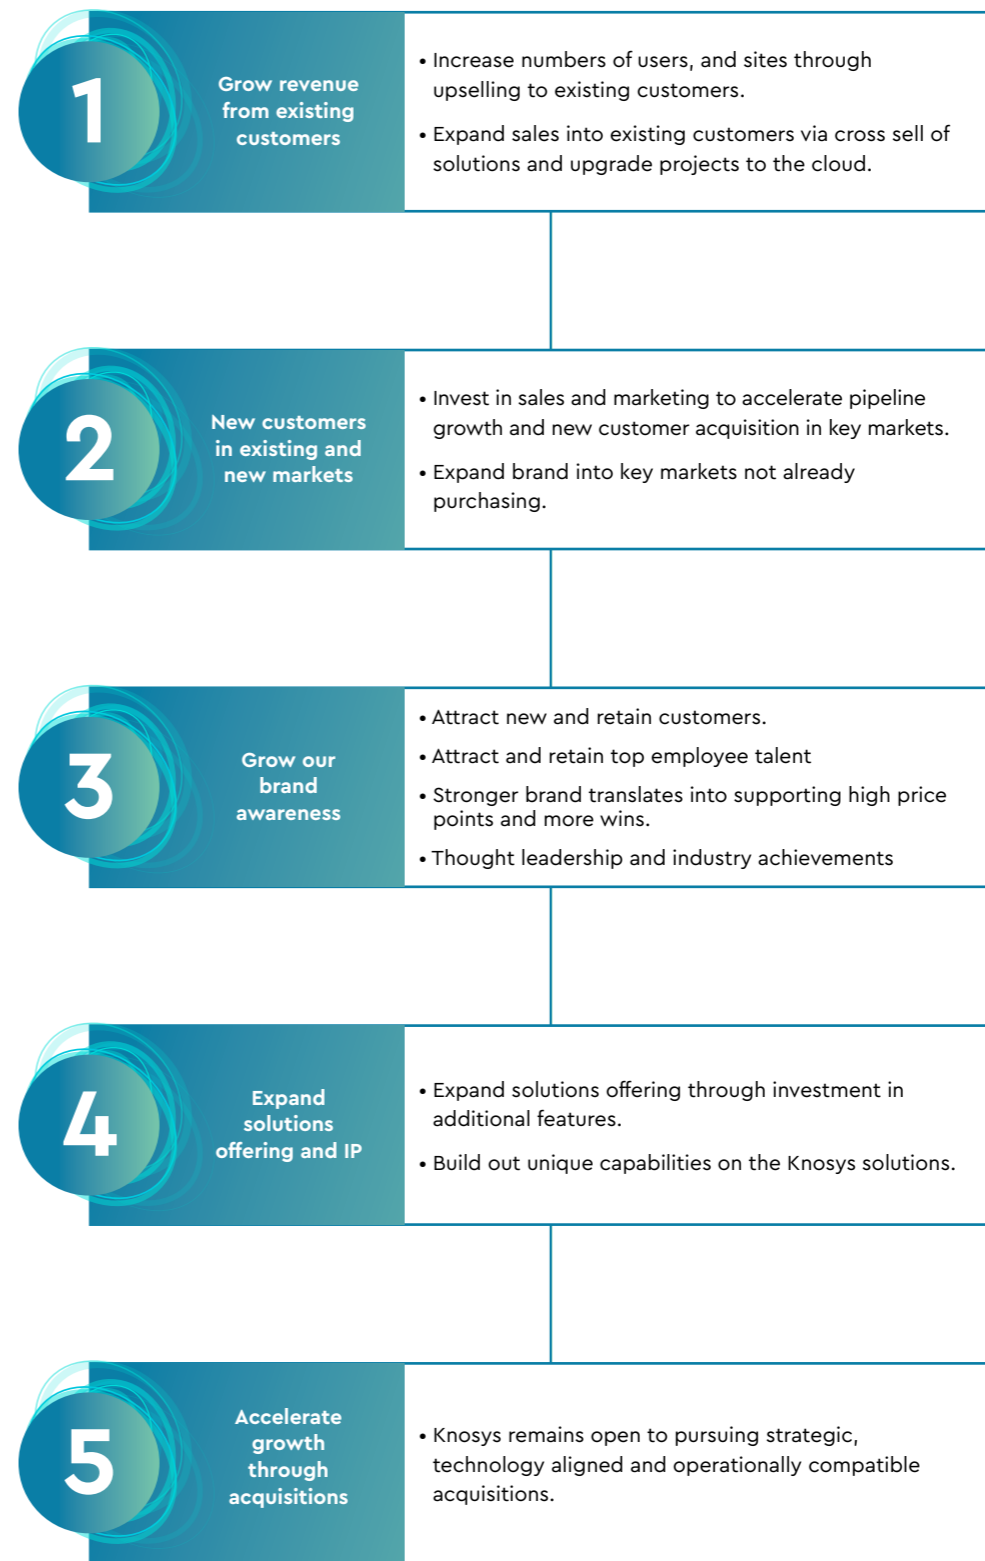 1
Grow revenue
from existing
customers
• Increase numbers of users, and sites through
upselling to existing customers.
• Expand sales into existing customers via cross sell of
solutions and upgrade projects to the cloud.
2
New customers
in existing and
new markets
• Invest in sales and marketing to accelerate pipeline
growth and new customer acquisition in key markets.
• Expand brand into key markets not already
purchasing.
3
Grow our
brand
awareness
• Attract new and retain customers.
• Attract and retain top employee talent
• Stronger brand translates into supporting high price
points and more wins.
• Thought leadership and industry achievements
4
Expand
solutions
offering and IP
• Expand solutions offering through investment in
additional features.
• Build out unique capabilities on the Knosys solutions.
5
Accelerate
growth
through
acquisitions
• Knosys remains open to pursuing strategic,
technology aligned and operationally compatible
acquisitions.